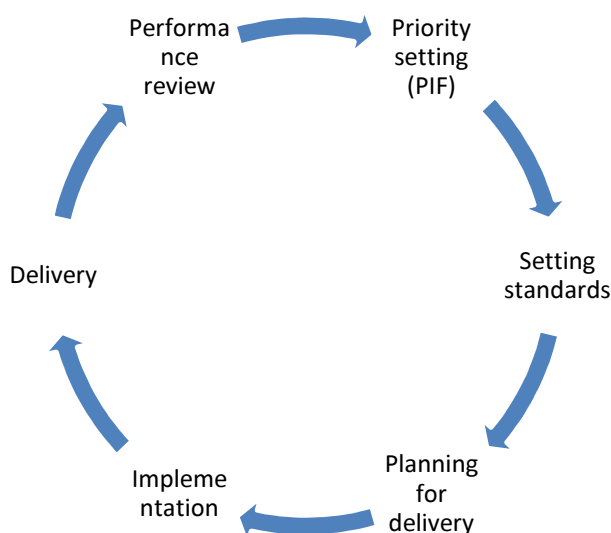 Performa
nce
review
Priority
setting
(PIF)
Setting
standards
Planning
for
delivery
Impleme
ntation
Delivery